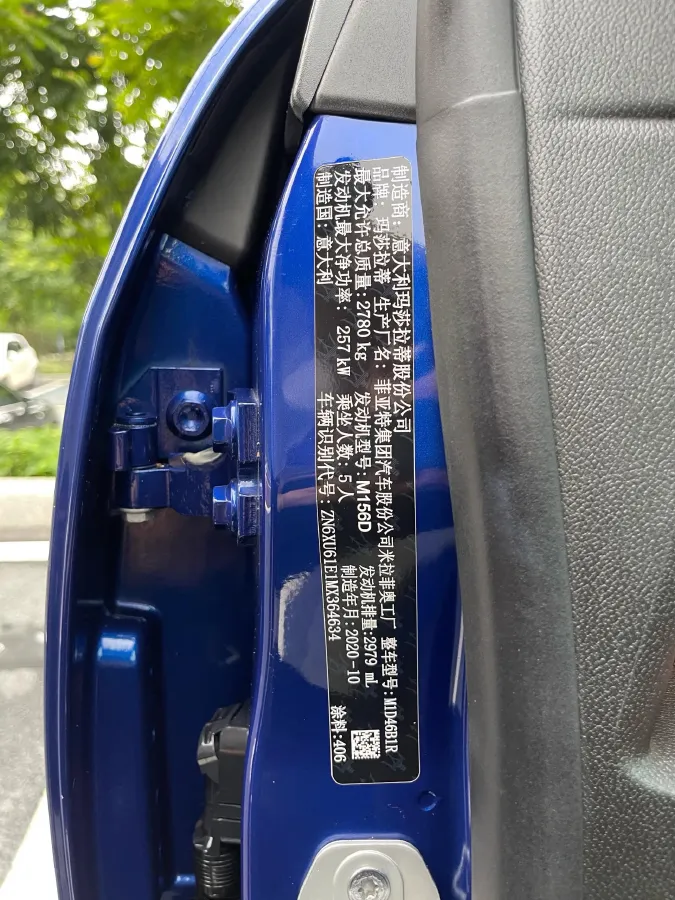 制造商：意大利玛莎拉蒂股份公司
品牌：玛莎拉蒂 生产厂名：菲亚特集团汽车股份公司米拉菲奥工厂 整车型号:M1D46B1R
最大允许总质量:2780kg 发动机型号:M156D 发动机排量:2979 mL
发动机最大净功率: 257kW 乘坐人数: 5人 制造年月:2020-10
制造国：意大利 车辆识别代号: ZN6XU61E1MX364634 涂料:406